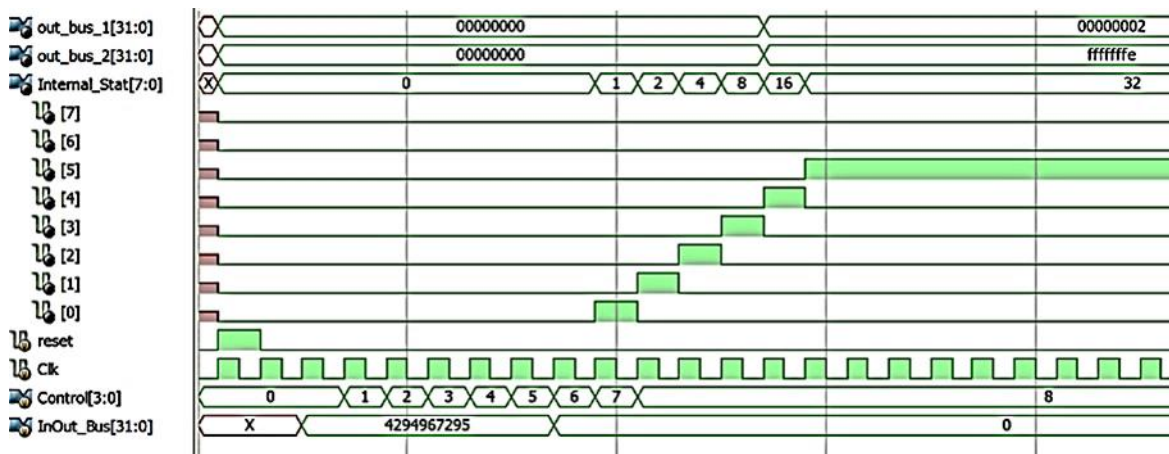 out_bus_1[31:0] 00000000 00000002
out_bus_2[31:0] 00000000 fffffffe
Internal_Stat[7:0] X 0 1 2 4 8 16 32
[7]
[6]
[5]
[4]
[3]
[2]
[1]
[0]
reset
Clk
Control[3:0] 0 1 2 3 4 5 6 7 8
InOut_Bus[31:0] X 4294967295 0